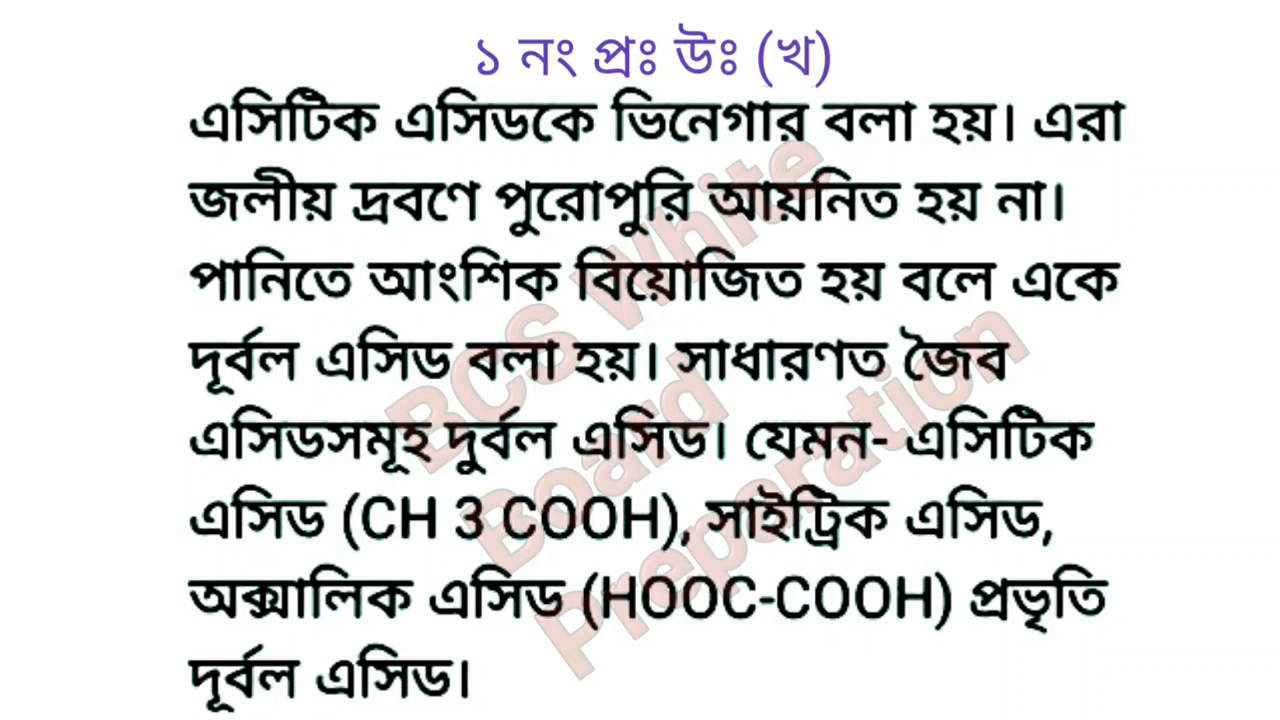 ১ নং প্রঃ উঃ (খ)
এসিটিক এসিডকে ভিনেগার বলা হয়। এরা
জলীয় দ্রবণে পুরোপুরি আয়নিত হয় না।
পানিতে আংশিক বিয়োজিত হয় বলে একে
দূর্বল এসিড বলা হয়। সাধারণত জৈব
এসিডসমূহ দুর্বল এসিড। যেমন- এসিটিক
এসিড (CH 3 COOH), সাইট্রিক এসিড,
অক্সালিক এসিড (HOOC-COOH) প্রভৃতি
দূর্বল এসিড।
BCS White
Board
Preparation